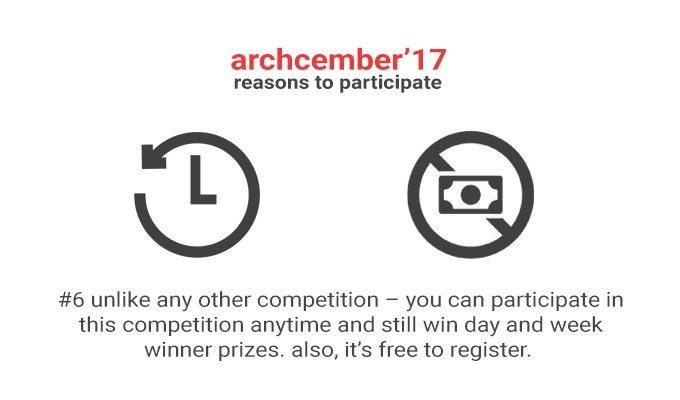 archcember’17
reasons to participate
#6 unlike any other competition – you can participate in
this competition anytime and still win day and week
winner prizes. also, it’s free to register.